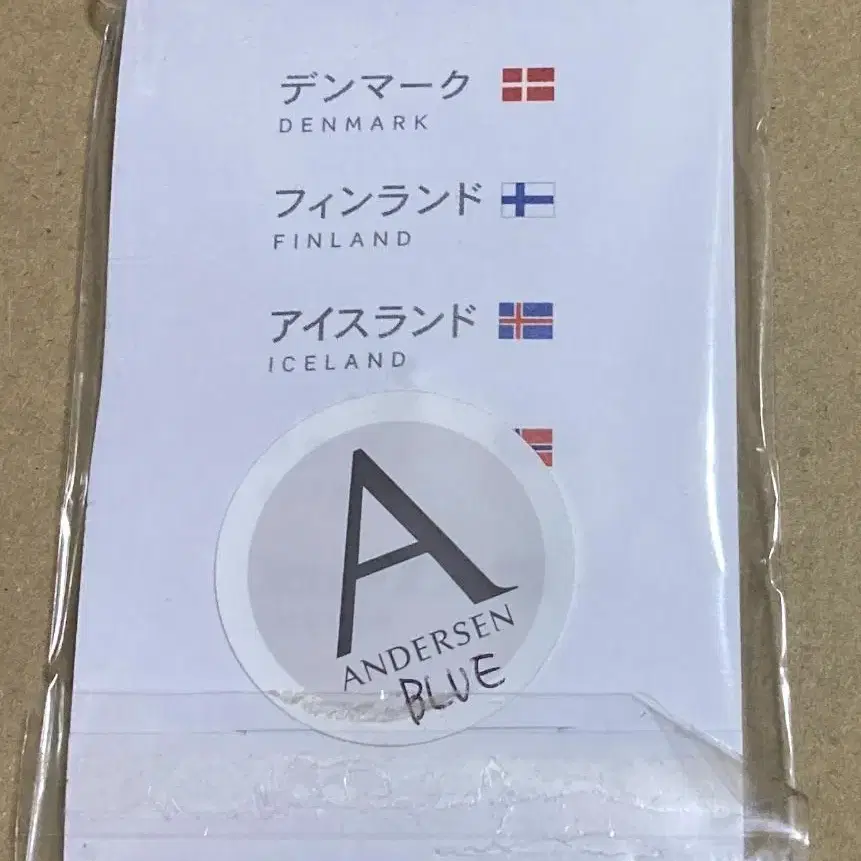 デンマーク
DENMARK
フィンランド
FINLAND
アイスランド
ICELAND
A
ANDERSEN
BLUE